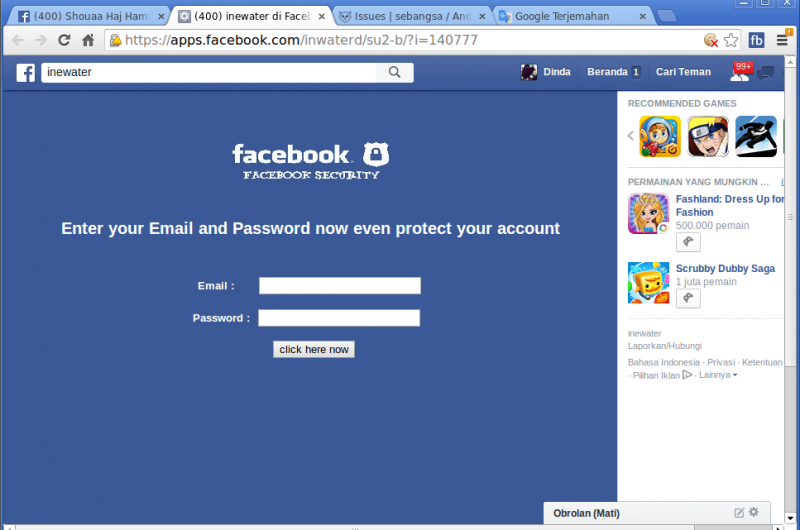 (400) Shouaa Haj Ham
(400) inewater di Faceb
Issues | sebangsa / And
Google Terjemahan
https://apps.facebook.com/inwaterd/su2-b/?i=140777
fb
f
inewater
Dinda
Beranda 1
Cari Teman
99+
RECOMMENDED GAMES
facebook
FACEBOOK SECURITY
Enter your Email and Password now even protect your account
Email :
Password :
click here now
PERMAINAN YANG MUNGKIN ...
Fashland: Dress Up for
Fashion
500.000 pemain
Scrubby Dubby Saga
1 juta pemain
inewater
Laporkan/Hubungi
Bahasa Indonesia · Privasi · Ketentuan
· Pilihan Iklan · Lainnya
Obrolan (Mati)